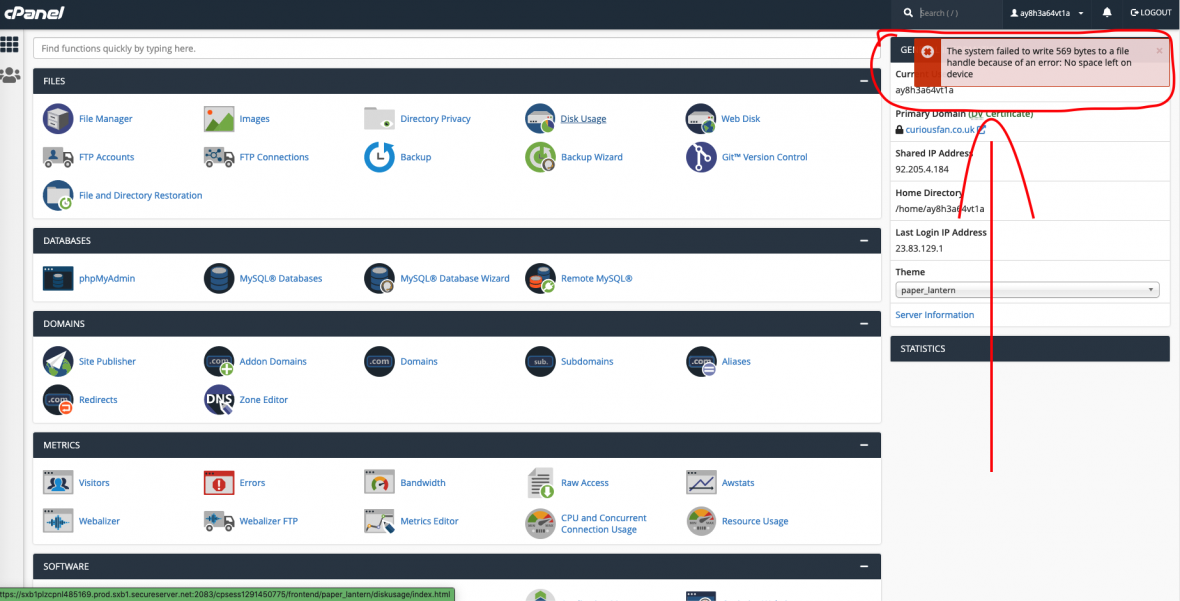 cPanel
Search ( / )
ay8h3a64vt1a
LOGOUT
Find functions quickly by typing here.
FILES
File Manager
Images
Directory Privacy
Disk Usage
Web Disk
FTP Accounts
FTP Connections
Backup
Backup Wizard
Git™ Version Control
File and Directory Restoration
DATABASES
phpMyAdmin
MySQL® Databases
MySQL® Database Wizard
Remote MySQL®
DOMAINS
Site Publisher
Addon Domains
Domains
Subdomains
Aliases
Redirects
Zone Editor
METRICS
Visitors
Errors
Bandwidth
Raw Access
Awstats
Webalizer
Webalizer FTP
Metrics Editor
CPU and Concurrent
Connection Usage
Resource Usage
SOFTWARE
The system failed to write 569 bytes to a file
handle because of an error: No space left on
device
ay8h3a64vt1a
Primary Domain (DV Certificate)
curiousfan.co.uk
Shared IP Address
92.205.4.184
Home Directory
/home/ay8h3a64vt1a
Last Login IP Address
23.83.129.1
Theme
paper_lantern
Server Information
STATISTICS
ttps://sxb1plzcpnl485169.prod.sxb1.secureserver.net:2083/cpsess1291450775/frontend/paper_lantern/diskusage/index.html